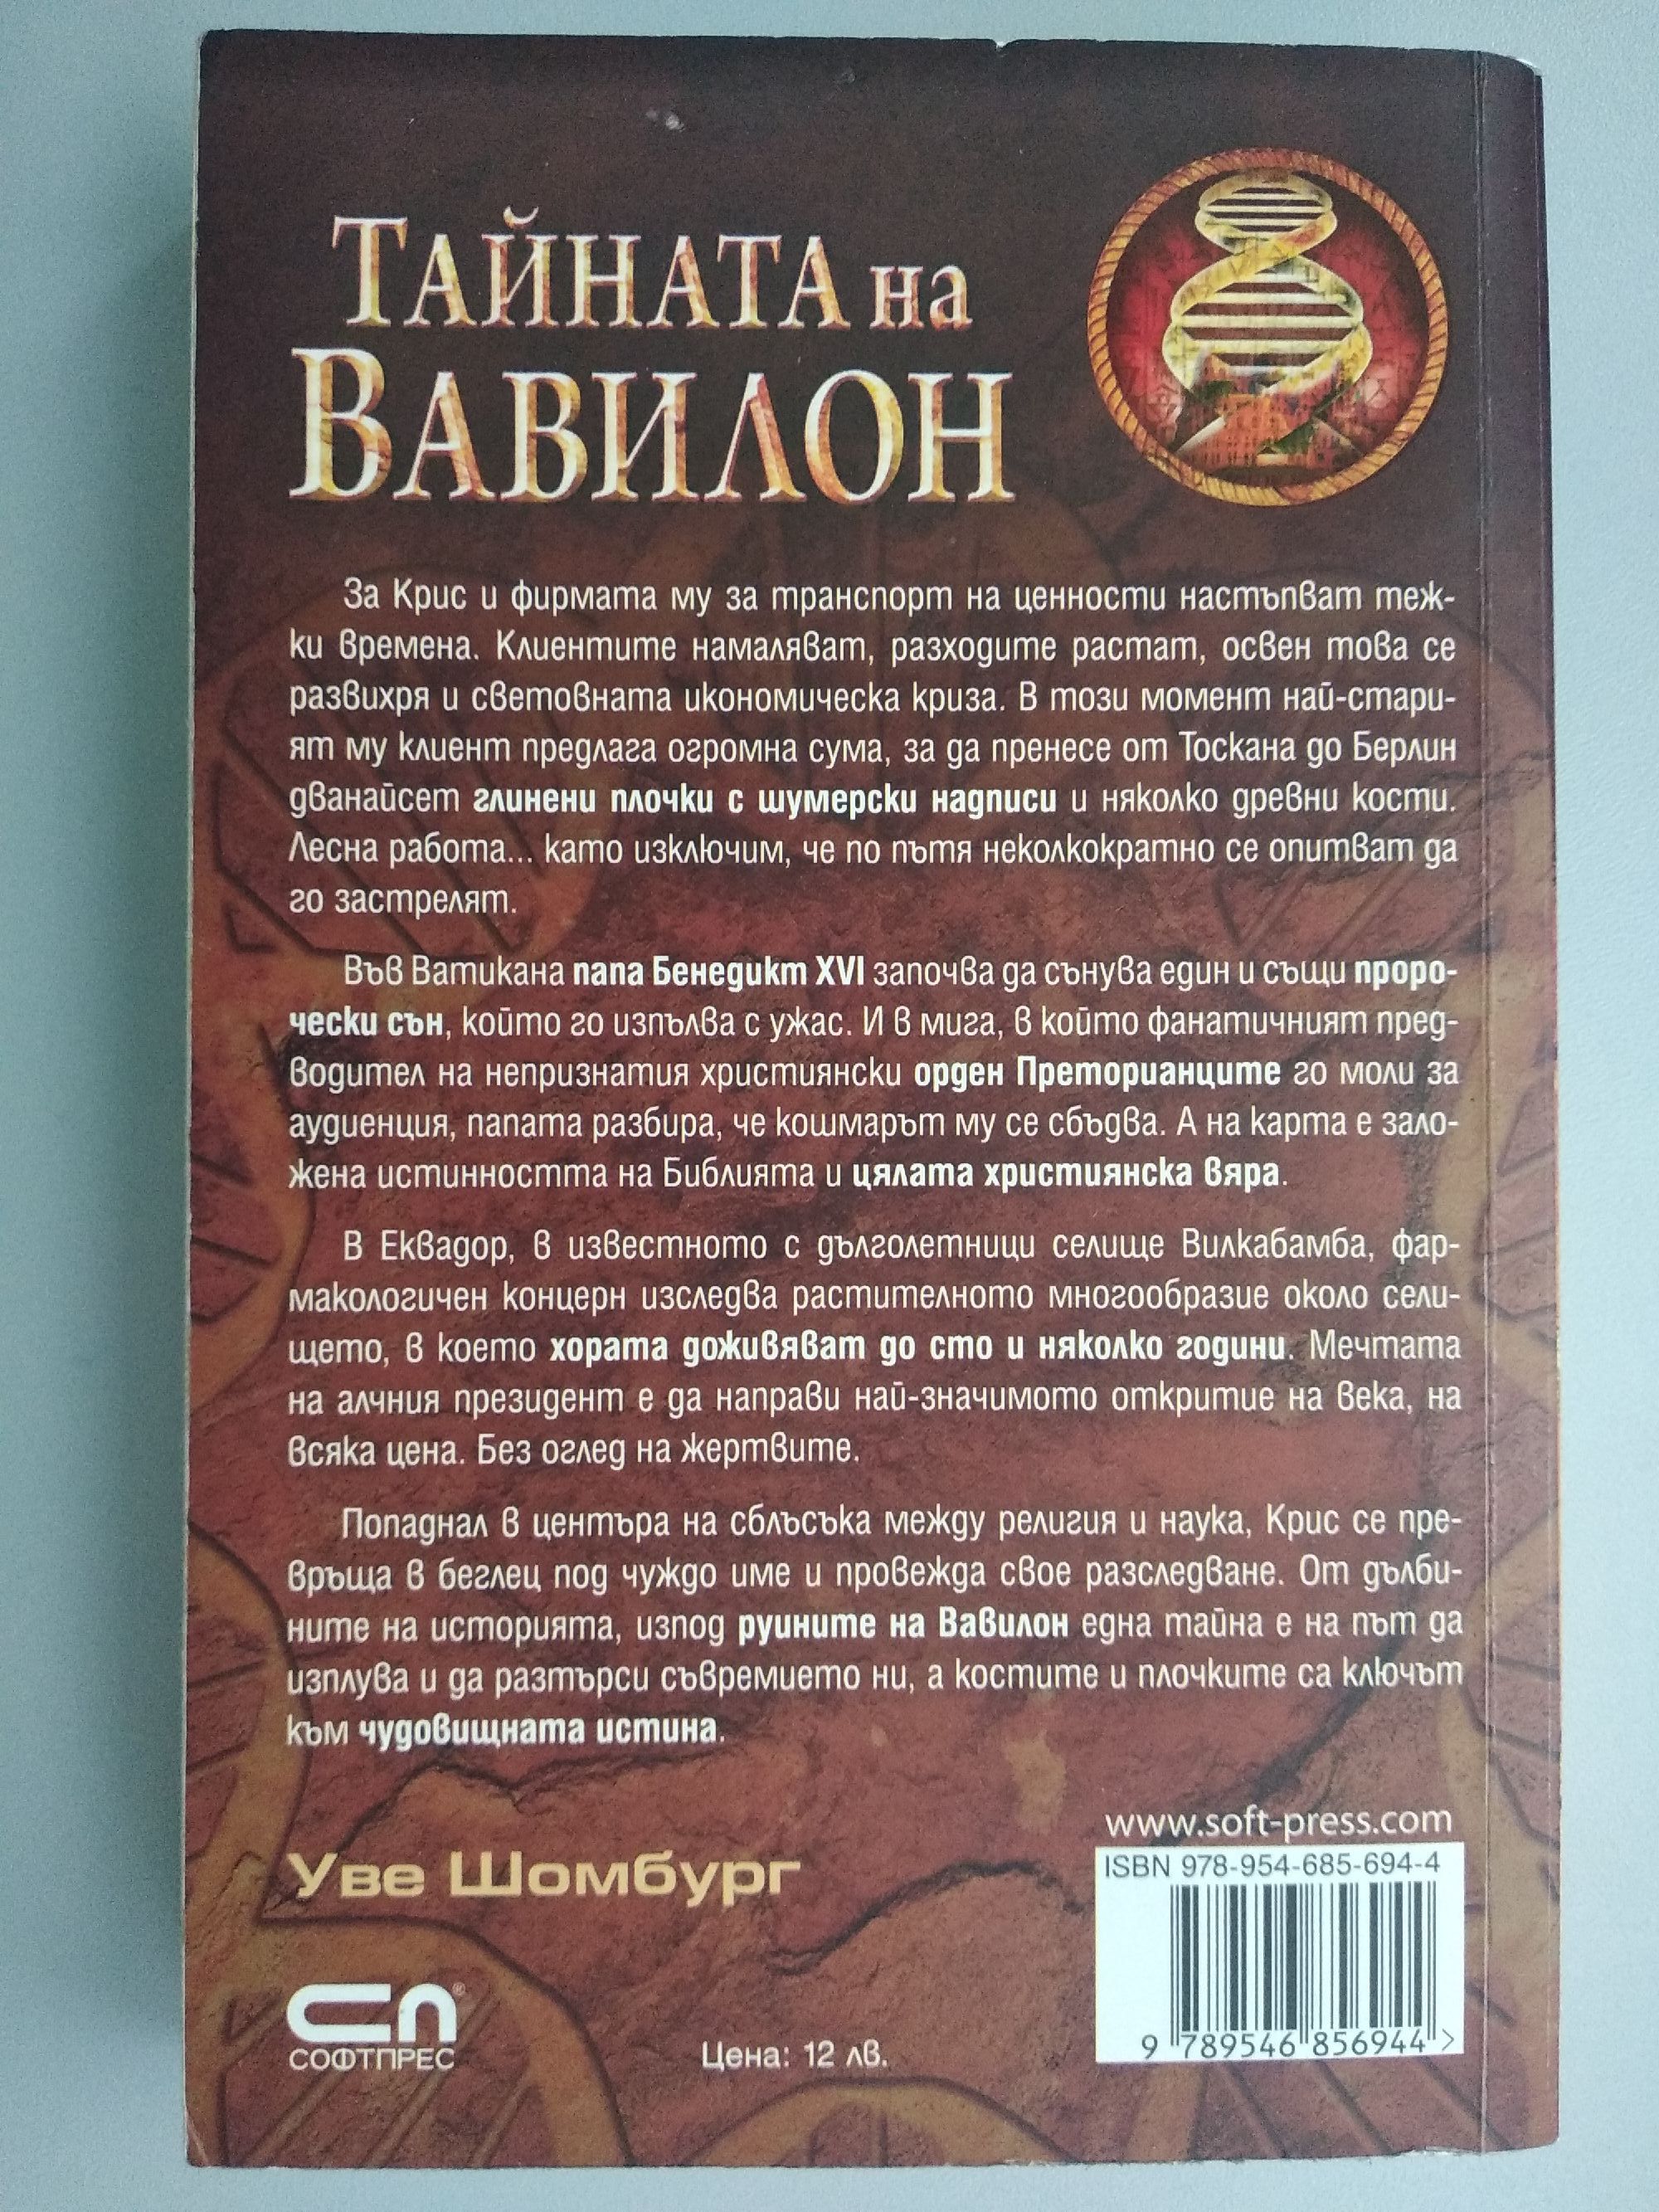 ТАЙНАТА на
ВАВИЛОН
За Крис и фирмата му за транспорт на ценности настъпват теж-
ки времена. Клиентите намаляват, разходите растат, освен това се
развихря и световната икономическа криза. В този момент най-стари-
ят му клиент предлага огромна сума, за да пренесе от Тоскана до Берлин
дванайсет глинени плочки с шумерски надписи и няколко древни кости.
Лесна работа... като изключим, че по пътя неколкократно се опитват да
го застрелят.
Във Ватикана папа Бенедикт XVI започва да сънува един и същи проро-
чески сън, който го изпълва с ужас. И в мига, в който фанатичният пред-
водител на непризнатия християнски орден Преторианците го моли за
аудиенция, папата разбира, че кошмарът му се сбъдва. А на карта е зало-
жена истинността на Библията и цялата християнска вяра.
В Еквадор, в известното с дълголетници селище Вилкабамба, фар-
макологичен концерн изследва растителното многообразие около сели-
щето, в което хората доживяват до сто и няколко години. Мечтата
на алчния президент е да направи най-значимото откритие на века, на
всяка цена. Без оглед на жертвите.
Попаднал в центъра на сблъсъка между религия и наука, Крис се пре-
връща в беглец под чуждо име и провежда свое разследване. От дълби-
ните на историята, изпод руините на Вавилон една тайна е на път да
изплува и да разтърси съвремието ни, а костите и плочките са ключът
към чудовищната истина.
www.soft-press.com
ISBN 978-954-685-694-4
Уве Шомбург
сп®
СОФТПРЕС
Цена: 12 лв.
9 789546 856944 >